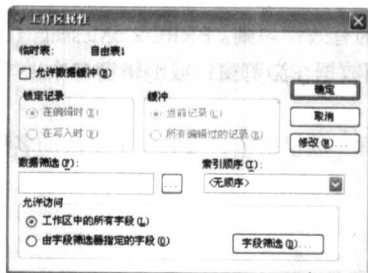 工作区属性
临时表: 自由表1
允许数据缓冲(B)
确定
锁定记录
缓冲
在编辑时(E)
当前记录(C)
取消
在写入时(I)
所有编辑过的记录(R)
修改(M)...
数据筛选(F):
索引顺序(I):
...
<无顺序>
允许访问
工作区中的所有字段(L)
由字段筛选器指定的字段(O)
字段筛选(D)...